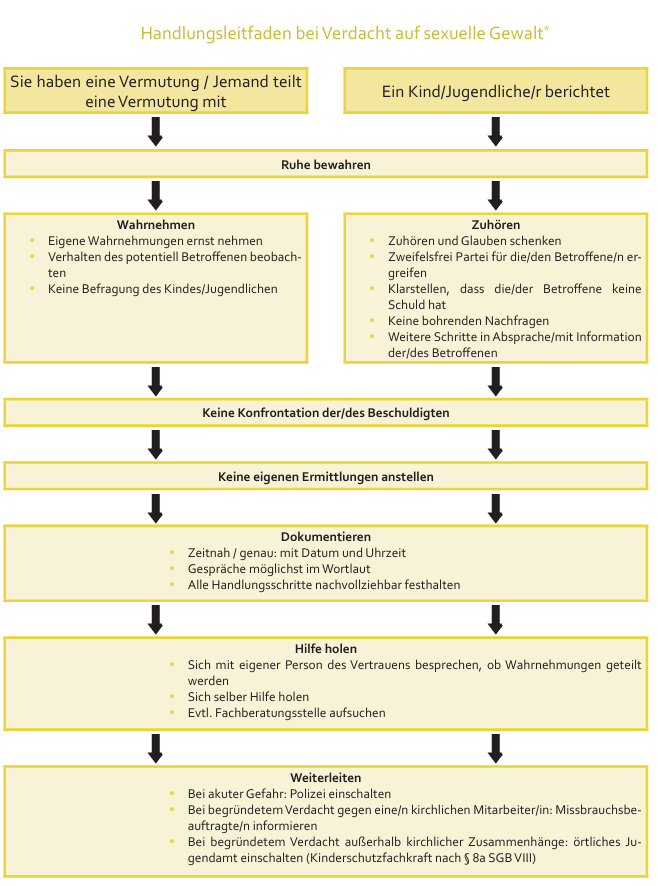 Handlungsleitfaden bei Verdacht auf sexuelle Gewalt*
Sie haben eine Vermutung / Jemand teilt
eine Vermutung mit
Ein Kind/Jugendliche/r berichtet
Ruhe bewahren
Wahrnehmen
• Eigene Wahrnehmungen ernst nehmen
• Verhalten des potentiell Betroffenen beobach-
ten
• Keine Befragung des Kindes/Jugendlichen
Zuhören
• Zuhören und Glauben schenken
• Zweifelsfrei Partei für die/den Betroffene/n er-
greifen
• Klarstellen, dass die/der Betroffene keine
Schuld hat
• Keine bohrenden Nachfragen
• Weitere Schritte in Absprache/mit Information
der/des Betroffenen
Keine Konfrontation der/des Beschuldigten
Keine eigenen Ermittlungen anstellen
Dokumentieren
• Zeitnah / genau: mit Datum und Uhrzeit
• Gespräche möglichst im Wortlaut
• Alle Handlungsschritte nachvollziehbar festhalten
Hilfe holen
• Sich mit eigener Person des Vertrauens besprechen, ob Wahrnehmungen geteilt
werden
• Sich selber Hilfe holen
• Evtl. Fachberatungsstelle aufsuchen
Weiterleiten
• Bei akuter Gefahr: Polizei einschalten
• Bei begründetem Verdacht gegen eine/n kirchlichen Mitarbeiter/in: Missbrauchsbe-
auftragte/n informieren
• Bei begründetem Verdacht außerhalb kirchlicher Zusammenhänge: örtliches Ju-
gendamt einschalten (Kinderschutzfachkraft nach § 8a SGB VIII)